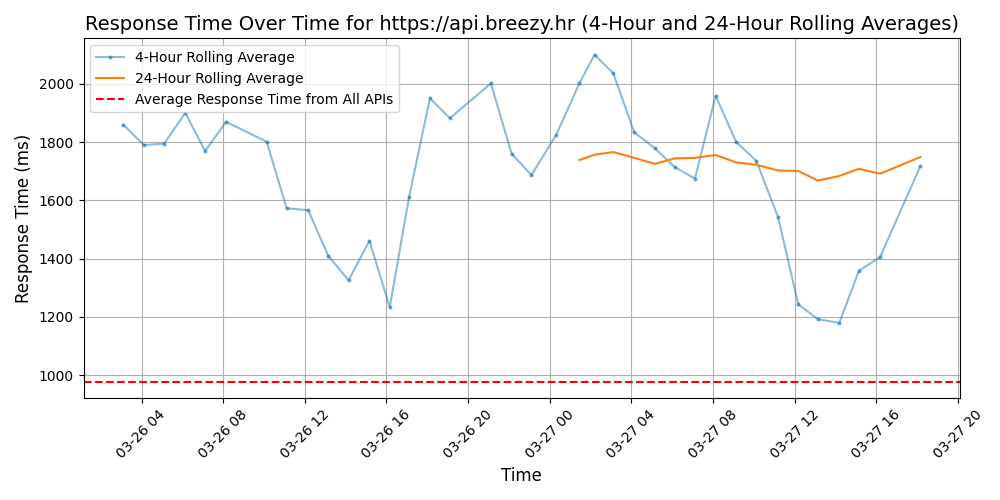 Response Time Over Time for https://api.breezy.hr (4-Hour and 24-Hour Rolling Averages)
4-Hour Rolling Average
24-Hour Rolling Average
Average Response Time from All APIs
Response Time (ms)
2000
1800
1600
1400
1200
1000
03-26 04
03-26 08
03-26 12
03-26 16
03-26 20
03-27 00
03-27 04
03-27 08
03-27 12
03-27 16
03-27 20
Time